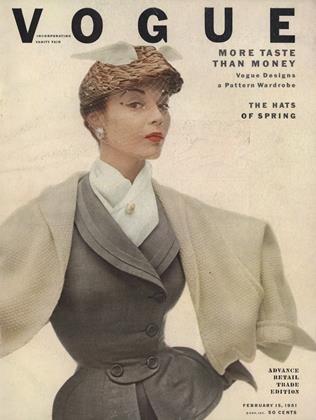 VOGUE
INCORPORATING
VANITY FAIR
MORE TASTE
THAN MONEY
Vogue Designs
a Pattern Wardrobe
THE HATS
OF SPRING
ADVANCE
RETAIL
TRADE
EDITION
FEBRUARY 15, 1951
50 CENTS